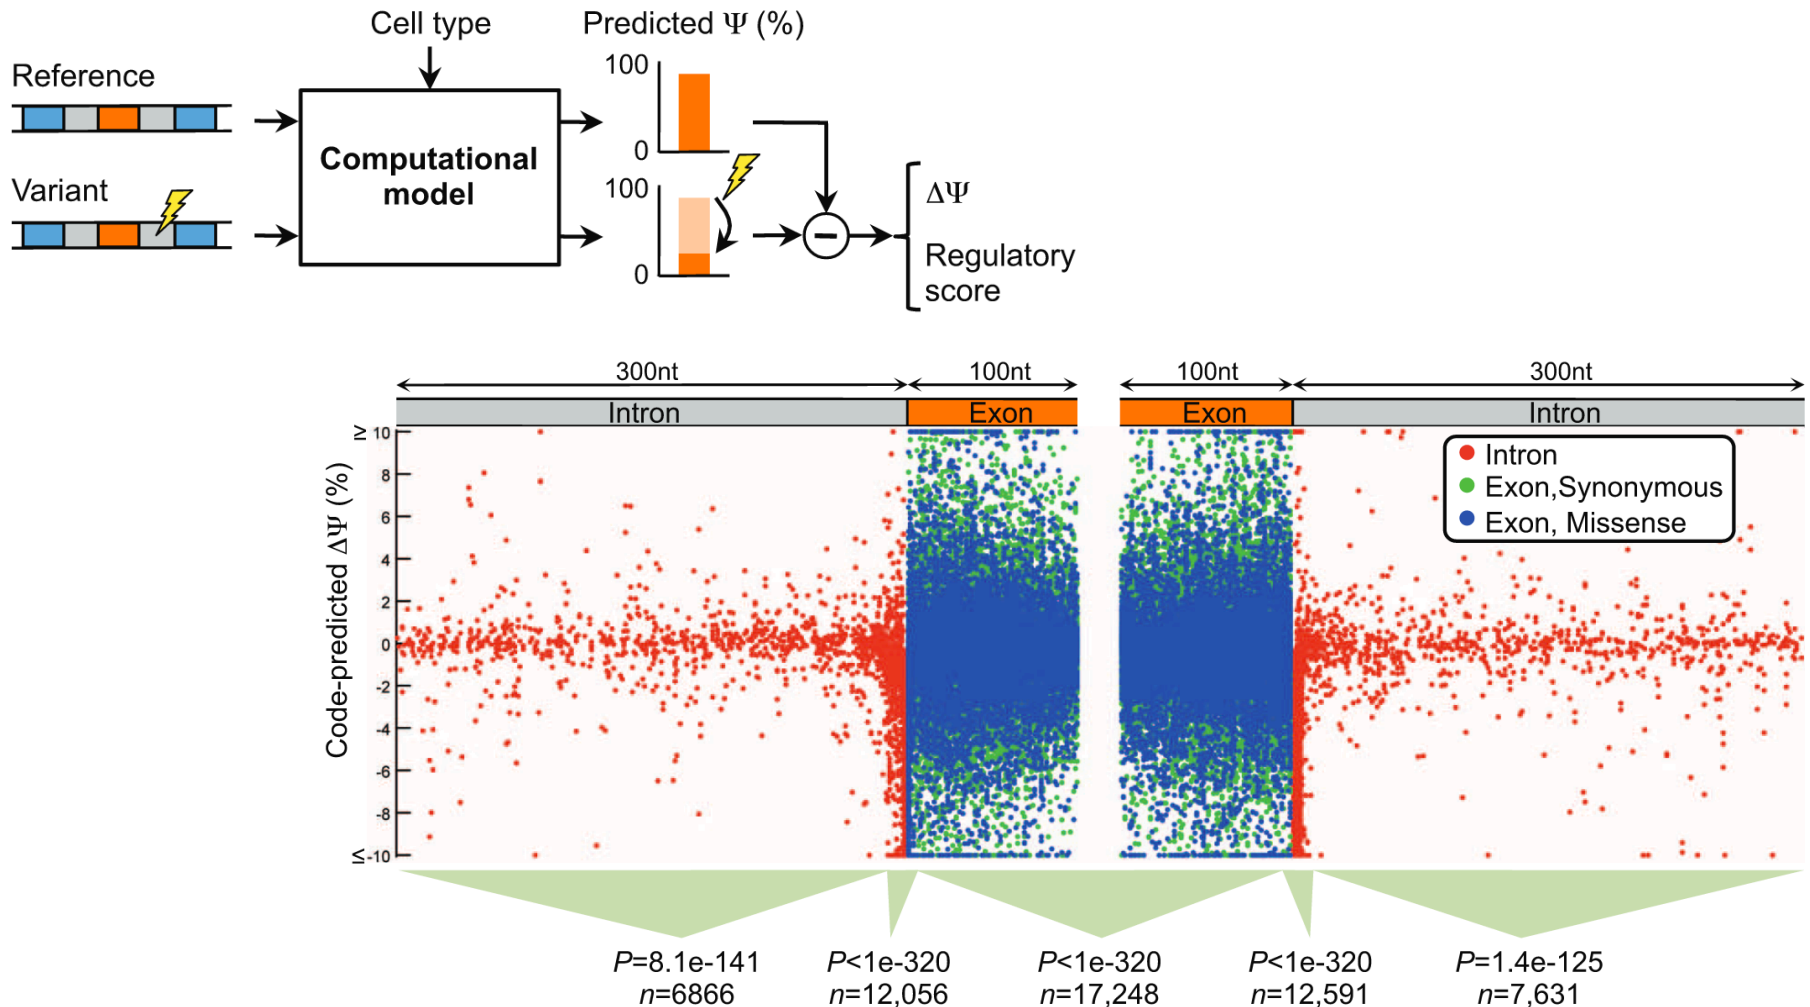 Cell type
Predicted Ψ (%)
Reference
100
0
Computational
model
Variant
100
0
−
ΔΨ
Regulatory
score
300nt
100nt
100nt
300nt
Intron
Exon
Exon
Intron
Code-predicted ΔΨ (%)
≥ 10
8
6
4
2
0
-2
-4
-6
-8
≤-10
Intron
Exon,Synonymous
Exon, Missense
P=8.1e-141
n=6866
P<1e-320
n=12,056
P<1e-320
n=17,248
P<1e-320
n=12,591
P=1.4e-125
n=7,631